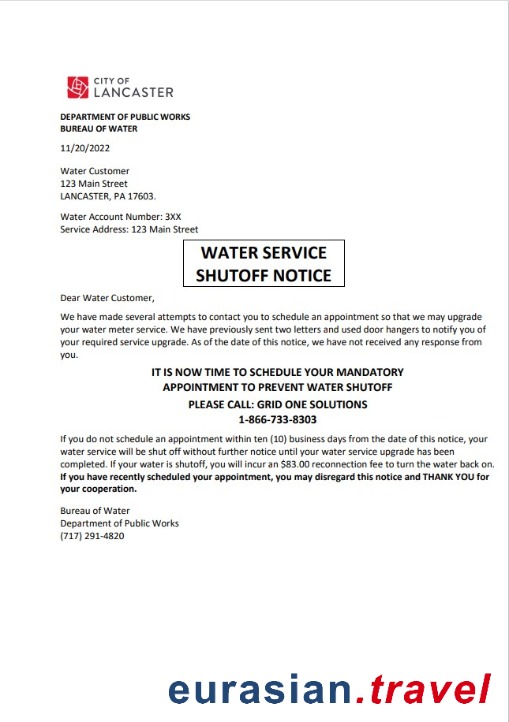 CITY OF
LANCASTER
DEPARTMENT OF PUBLIC WORKS
BUREAU OF WATER
11/20/2022
Water Customer
123 Main Street
LANCASTER, PA 17603.
Water Account Number: 3XX
Service Address: 123 Main Street
WATER SERVICE
SHUTOFF NOTICE
Dear Water Customer,
We have made several attempts to contact you to schedule an appointment so that we may upgrade
your water meter service. We have previously sent two letters and used door hangers to notify you of
your required service upgrade. As of the date of this notice, we have not received any response from
you.
IT IS NOW TIME TO SCHEDULE YOUR MANDATORY
APPOINTMENT TO PREVENT WATER SHUTOFF
PLEASE CALL: GRID ONE SOLUTIONS
1-866-733-8303
If you do not schedule an appointment within ten (10) business days from the date of this notice, your
water service will be shut off without further notice until your water service upgrade has been
completed. If your water is shutoff, you will incur an $83.00 reconnection fee to turn the water back on.
If you have recently scheduled your appointment, you may disregard this notice and THANK YOU for
your cooperation.
Bureau of Water
Department of Public Works
(717) 291-4820
eurasian.travel